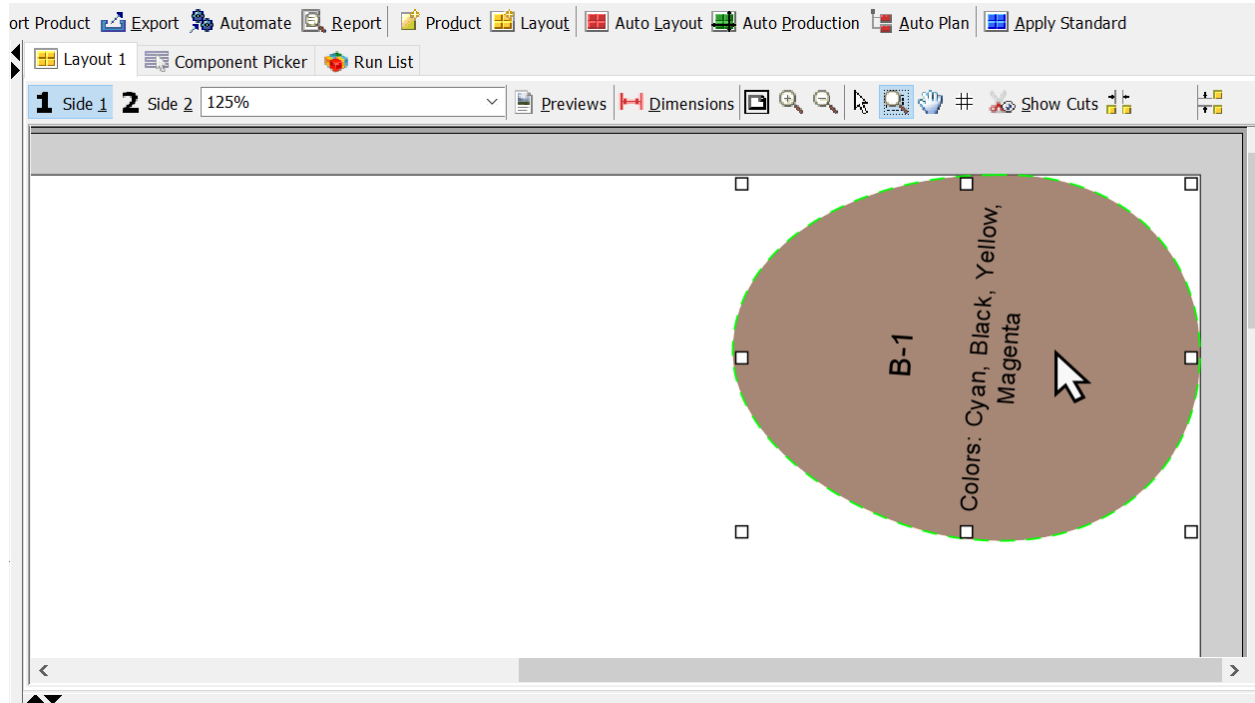 ort Product Export Automate Report Product Layout Auto Layout Auto Production Auto Plan Apply Standard
Layout 1 Component Picker Run List
1 Side 1 2 Side 2 125% Previews Dimensions Show Cuts
B-1
Colors: Cyan, Black, Yellow,
Magenta